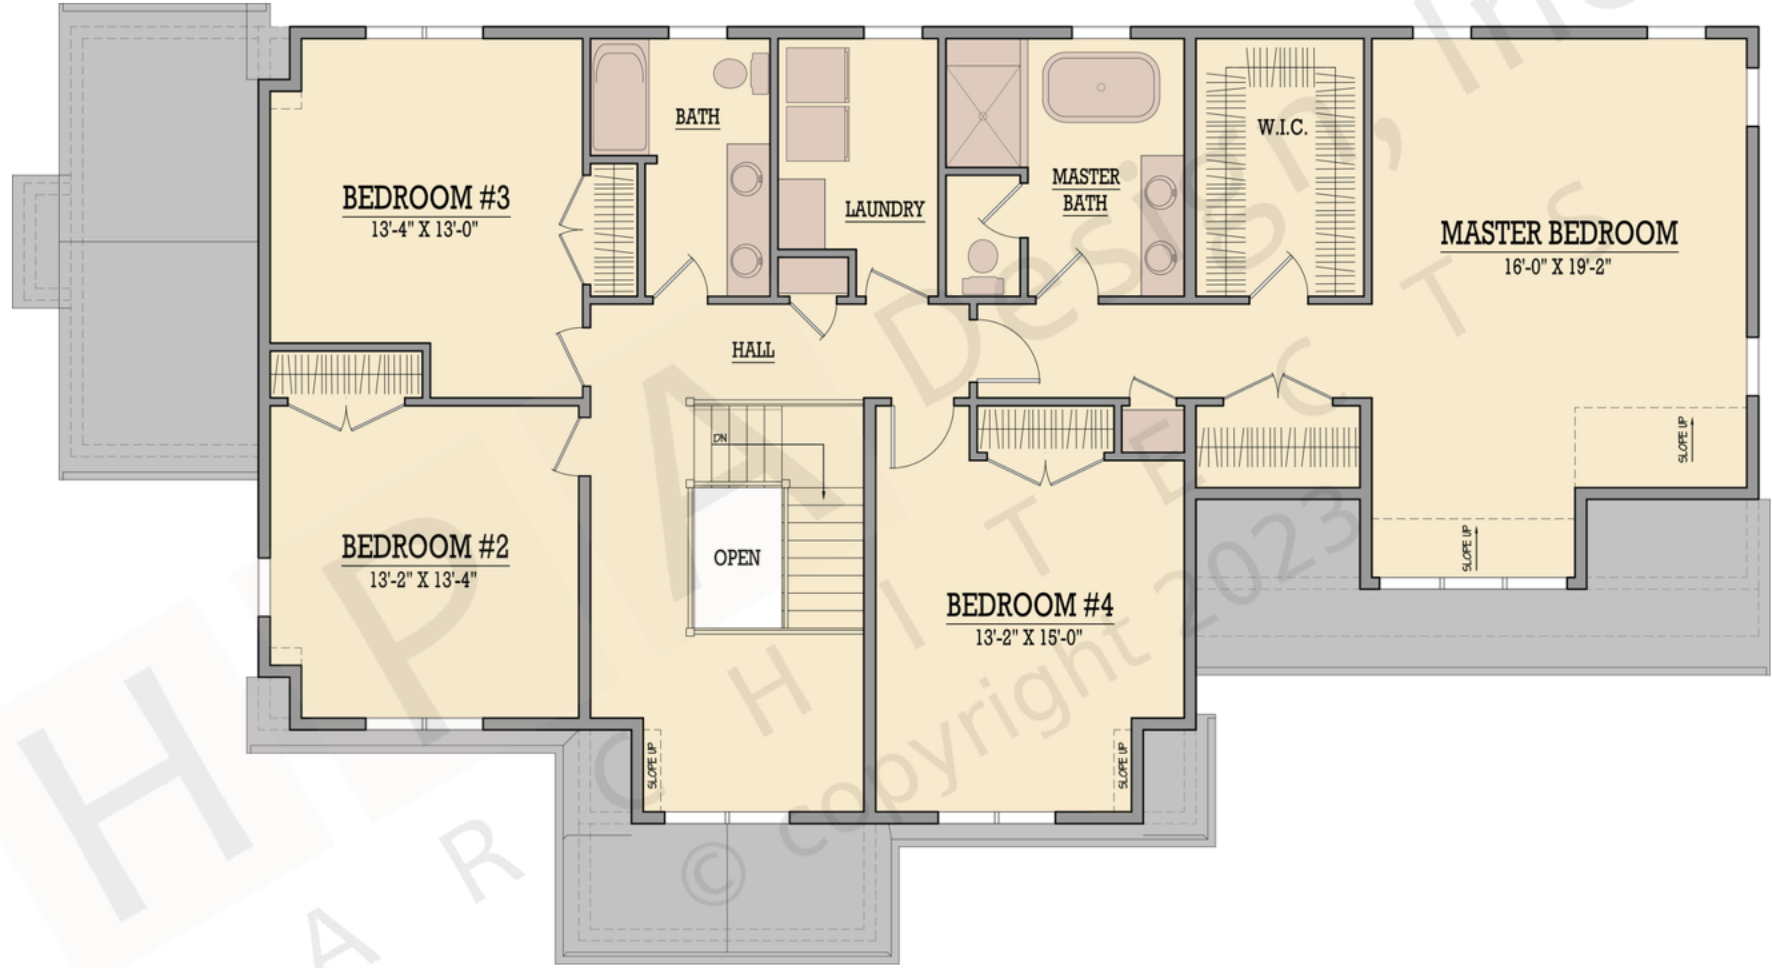 BATH
W.I.C.
BEDROOM #3
13'-4" X 13'-0"
LAUNDRY
MASTER
BATH
MASTER BEDROOM
16'-0" X 19'-2"
HALL
DN
SLOPE UP
BEDROOM #2
13'-2" X 13'-4"
OPEN
SLOPE UP
BEDROOM #4
13'-2" X 15'-0"
SLOPE UP
SLOPE UP
HPA Design, Inc
ARCHITECTS
© copyright 2023